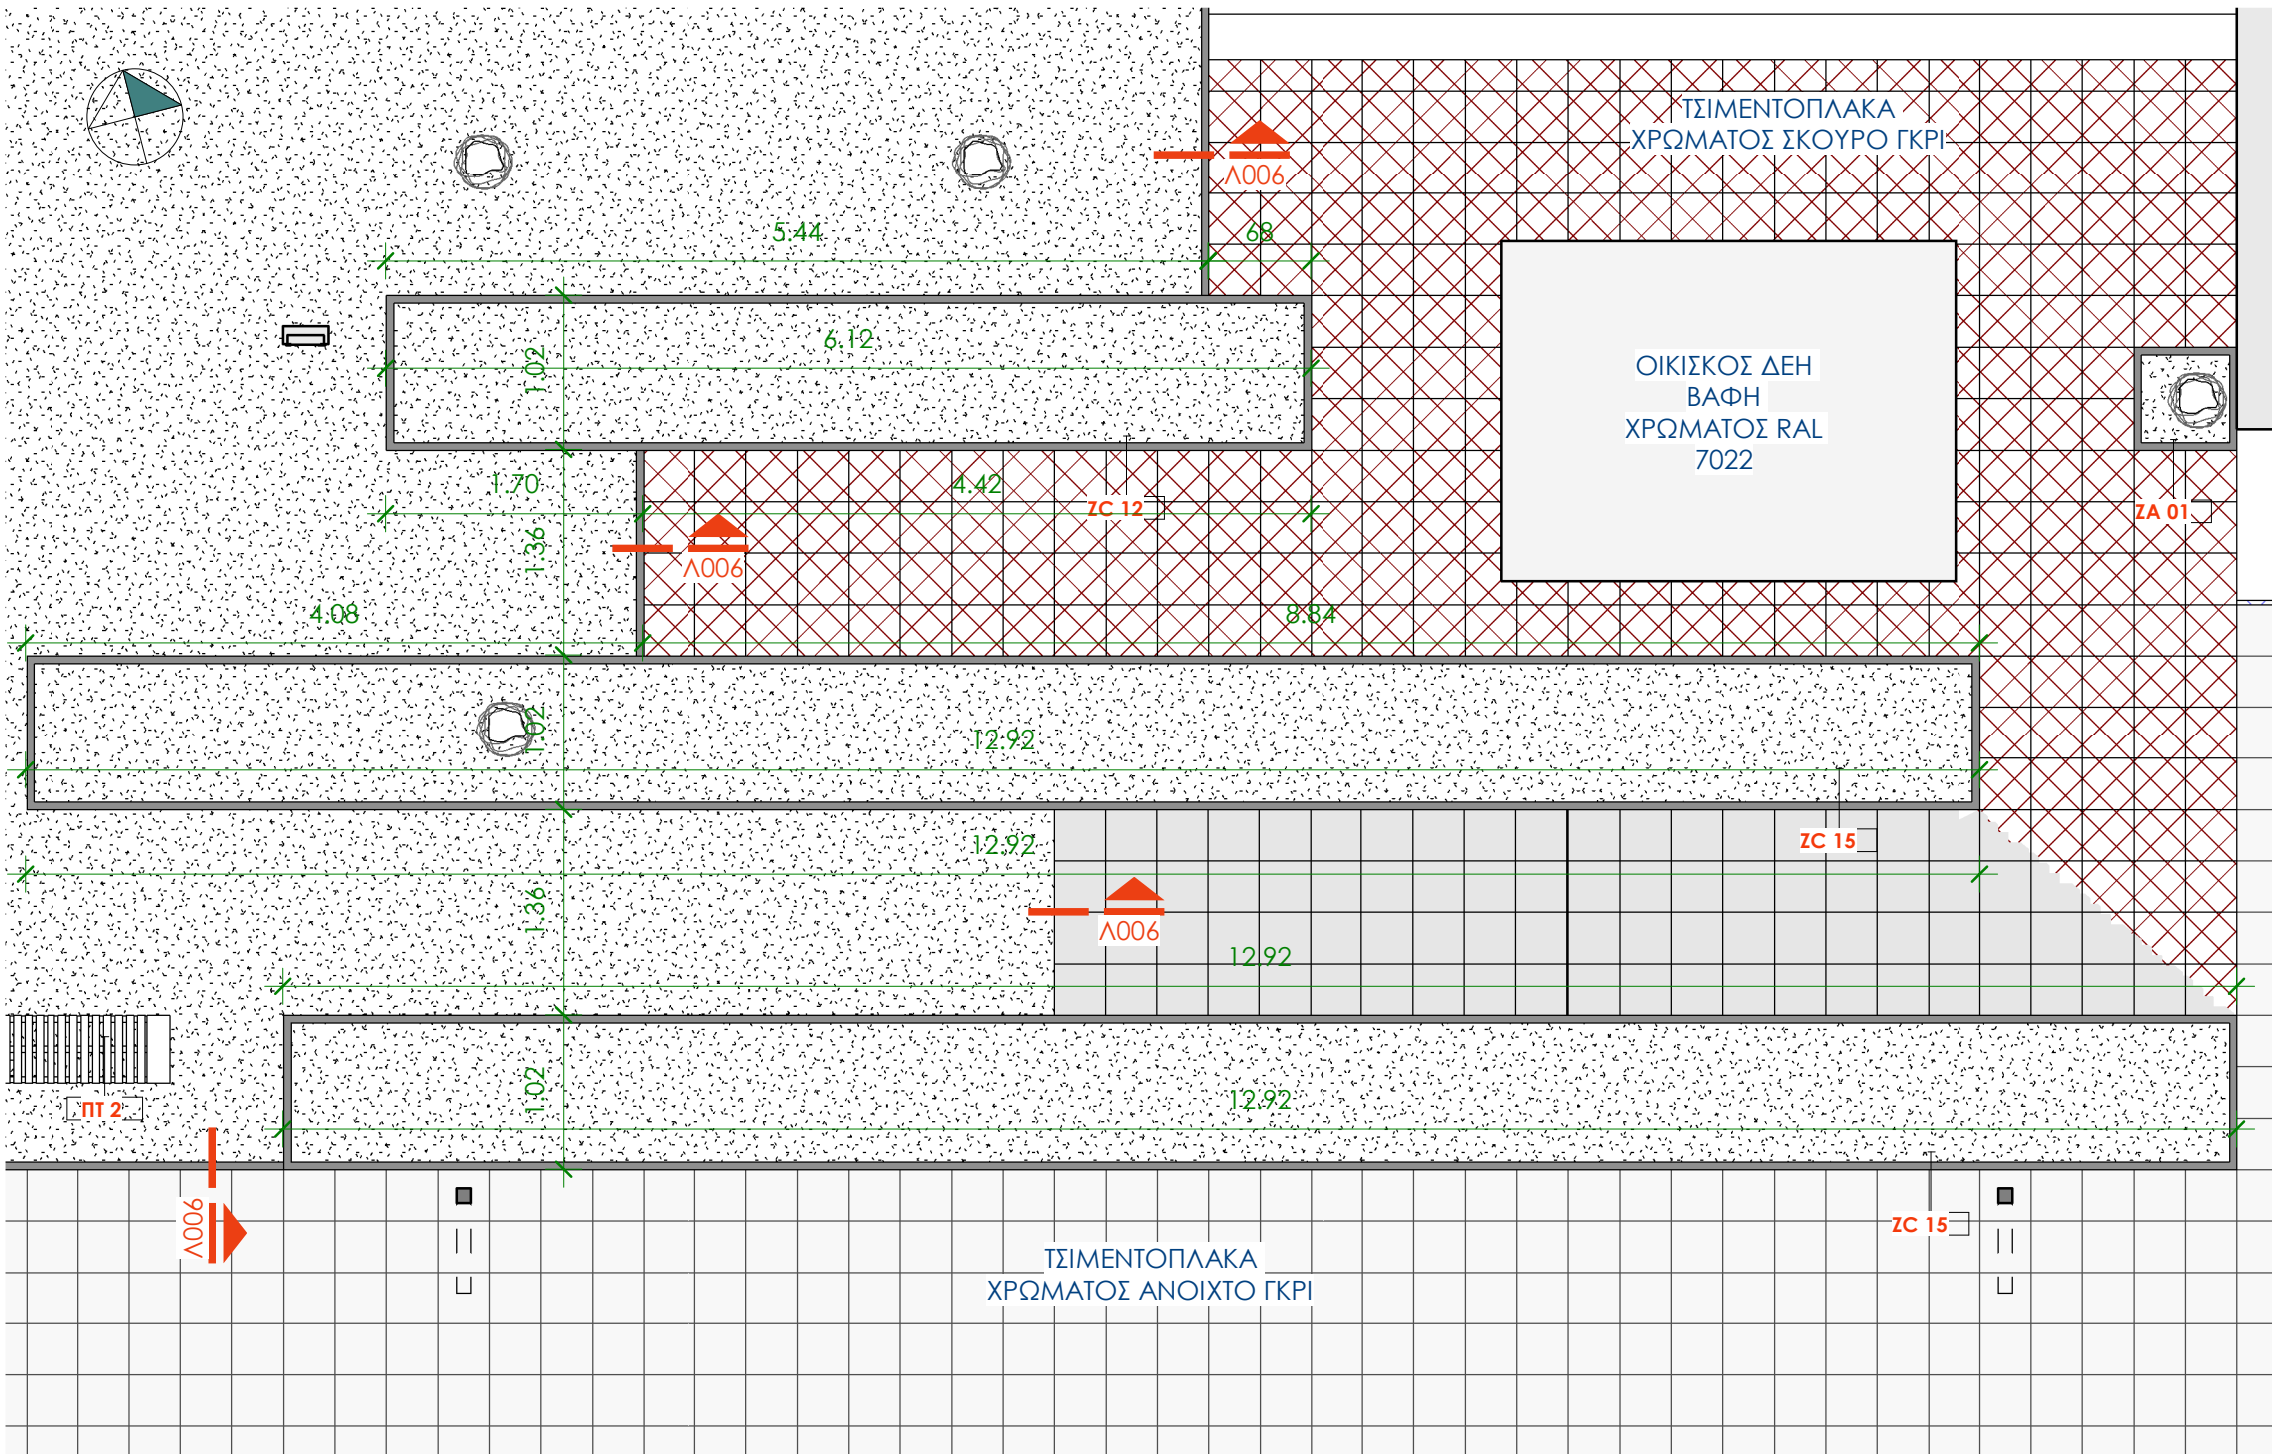 ΤΣΙΜΕΝΤΟΠΛΑΚΑ
ΧΡΩΜΑΤΟΣ ΣΚΟΥΡΟ ΓΚΡΙ
Λ006
5.44
68
6.12
1.02
ΟΙΚΙΣΚΟΣ ΔΕΗ
ΒΑΦΗ
ΧΡΩΜΑΤΟΣ RAL
7022
1.70
4.42
ZC 12
ZA 01
1.36
Λ006
4.08
8.84
1.02
12.92
12.92
ZC 15
1.36
Λ006
12.92
1.02
12.92
ΠΤ 2
Λ006
ZC 15
ΤΣΙΜΕΝΤΟΠΛΑΚΑ
ΧΡΩΜΑΤΟΣ ΑΝΟΙΧΤΟ ΓΚΡΙ